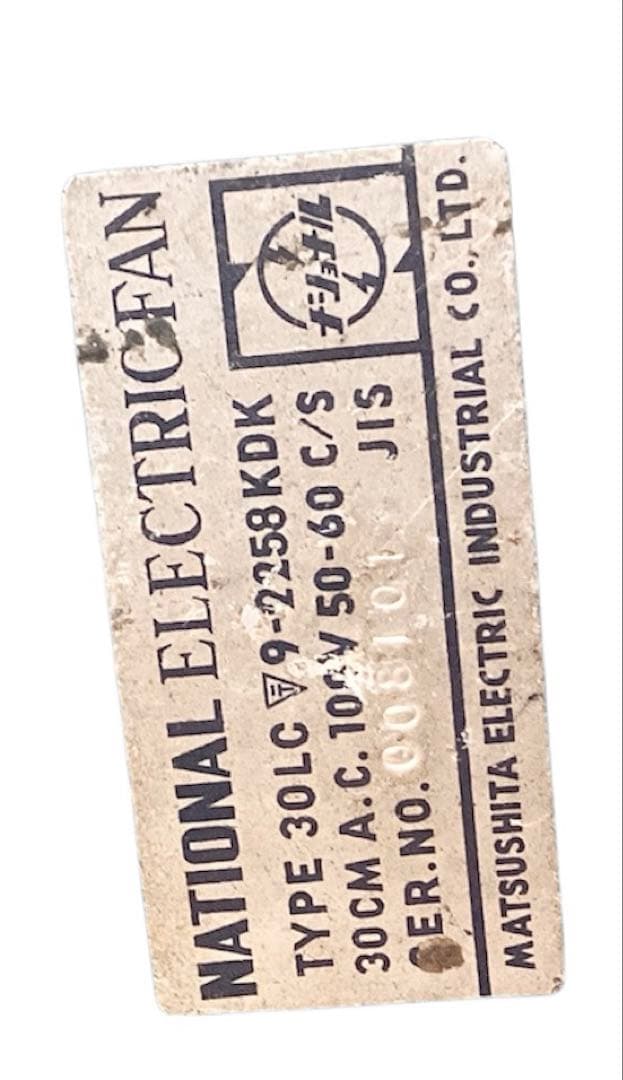 NATIONAL ELECTRIC FAN
TYPE 30LC 〒 9-2258 KDK
30CM A.C. 100V 50-60 C/S
SER.NO. 008101 JIS
ナショナル
MATSUSHITA ELECTRIC INDUSTRIAL CO., LTD.